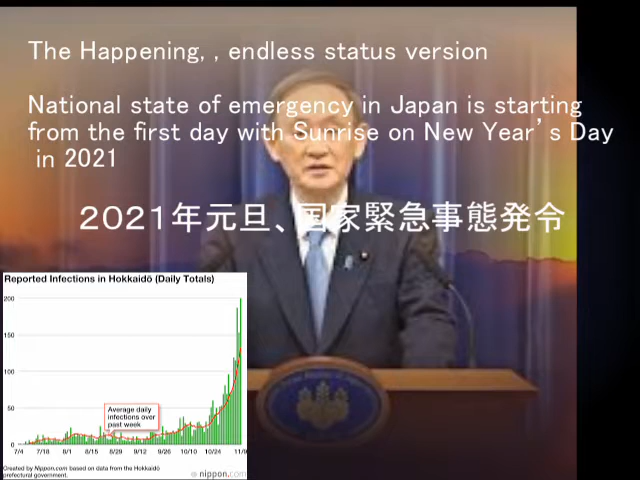 The Happening, , endless status version
National state of emergency in Japan is starting
from the first day with Sunrise on New Year's Day
in 2021
2021年元旦、国家緊急事態発令
Reported Infections in Hokkaidō (Daily Totals)
200
150
100
50
0
Average daily
infections over
past week
7/4 7/18 8/1 8/15 8/29 9/12 9/26 10/10 10/24 11/9
Created by Nippon.com based on data from the Hokkaidō
prefectural government.
nippon.com